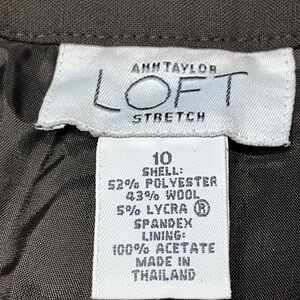 ANN TAYLOR
LOFT
STRETCH
10
SHELL:
52% POLYESTER
43% WOOL
5% LYCRA ®
SPANDEX
LINING:
100% ACETATE
MADE IN
THAILAND